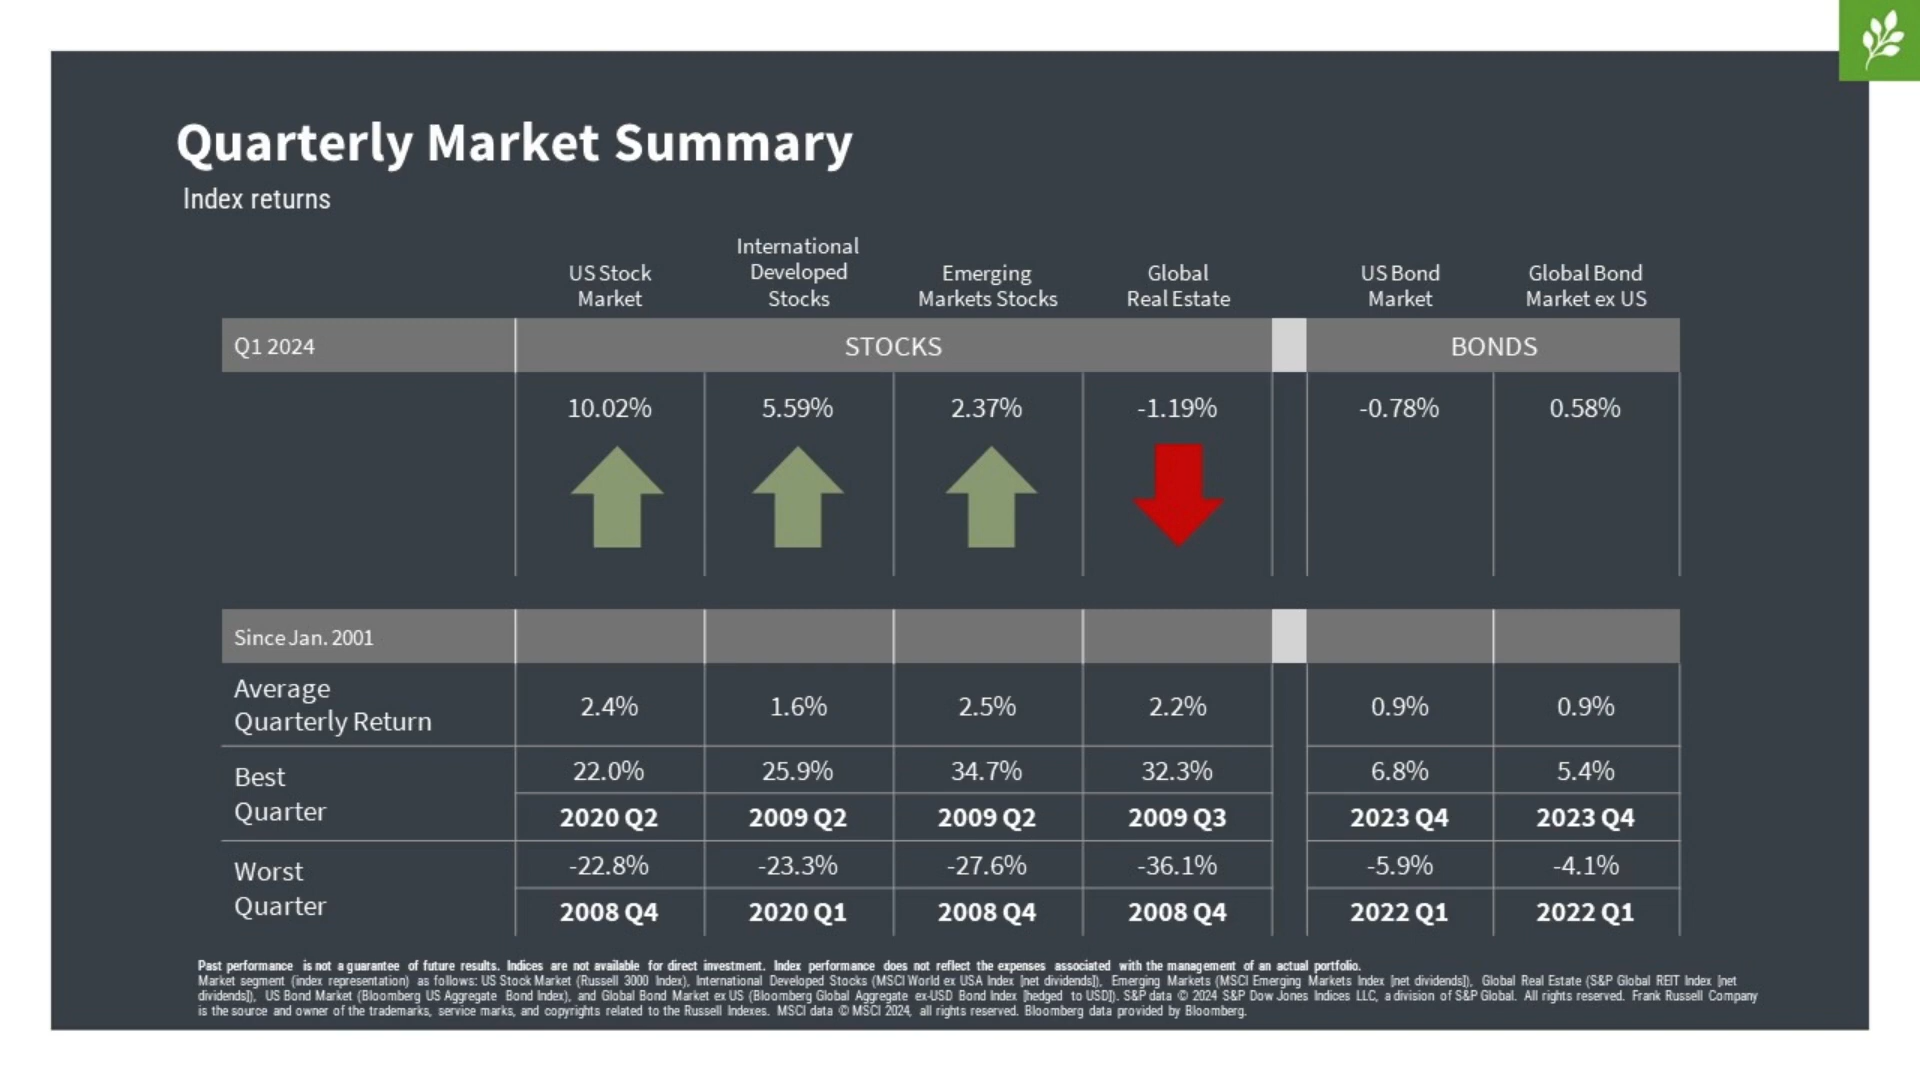 Quarterly Market Summary
Index returns
US Stock
Market
International
Developed
Stocks
Emerging
Markets Stocks
Global
Real Estate
US Bond
Market
Global Bond
Market ex US
Q1 2024
STOCKS
BONDS
10.02%
5.59%
2.37%
-1.19%
-0.78%
0.58%
Since Jan. 2001
Average
Quarterly Return
2.4%
1.6%
2.5%
2.2%
0.9%
0.9%
Best
Quarter
22.0%
25.9%
34.7%
32.3%
6.8%
5.4%
2020 Q2
2009 Q2
2009 Q2
2009 Q3
2023 Q4
2023 Q4
Worst
Quarter
-22.8%
-23.3%
-27.6%
-36.1%
-5.9%
-4.1%
2008 Q4
2020 Q1
2008 Q4
2008 Q4
2022 Q1
2022 Q1
Past performance is not a guarantee of future results. Indices are not available for direct investment. Index performance does not reflect the expenses associated with the management of an actual portfolio.
Market segment (index representation) as follows: US Stock Market (Russell 3000 Index), International Developed Stocks (MSCI World ex USA Index [net dividends]), Emerging Markets (MSCI Emerging Markets Index [net dividends]), Global Real Estate (S&P Global REIT Index [net
dividends]), US Bond Market (Bloomberg US Aggregate Bond Index), and Global Bond Market ex US (Bloomberg Global Aggregate ex-USD Bond Index [hedged to USD]). S&P data © 2024 S&P Dow Jones Indices LLC, a division of S&P Global. All rights reserved. Frank Russell Company
is the source and owner of the trademarks, service marks, and copyrights related to the Russell Indexes. MSCI data © MSCI 2024, all rights reserved. Bloomberg data provided by Bloomberg.